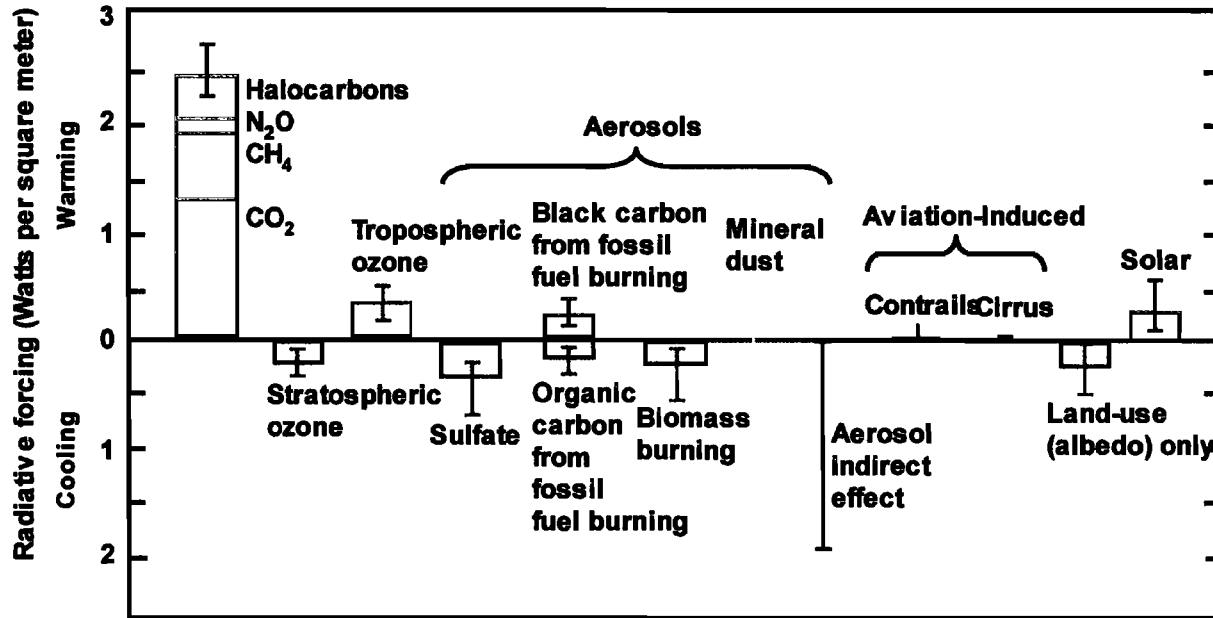 Radiative forcing (Watts per square meter)
Warming
Cooling
3
2
1
0
1
2
Halocarbons
N₂O
CH₄
CO₂
Stratospheric
ozone
Tropospheric
ozone
Aerosols
Sulfate
Black carbon
from fossil
fuel burning
Organic
carbon
from
fossil
fuel burning
Biomass
burning
Mineral
dust
Aerosol
indirect
effect
Aviation-Induced
Contrails
Cirrus
Land-use
(albedo) only
Solar